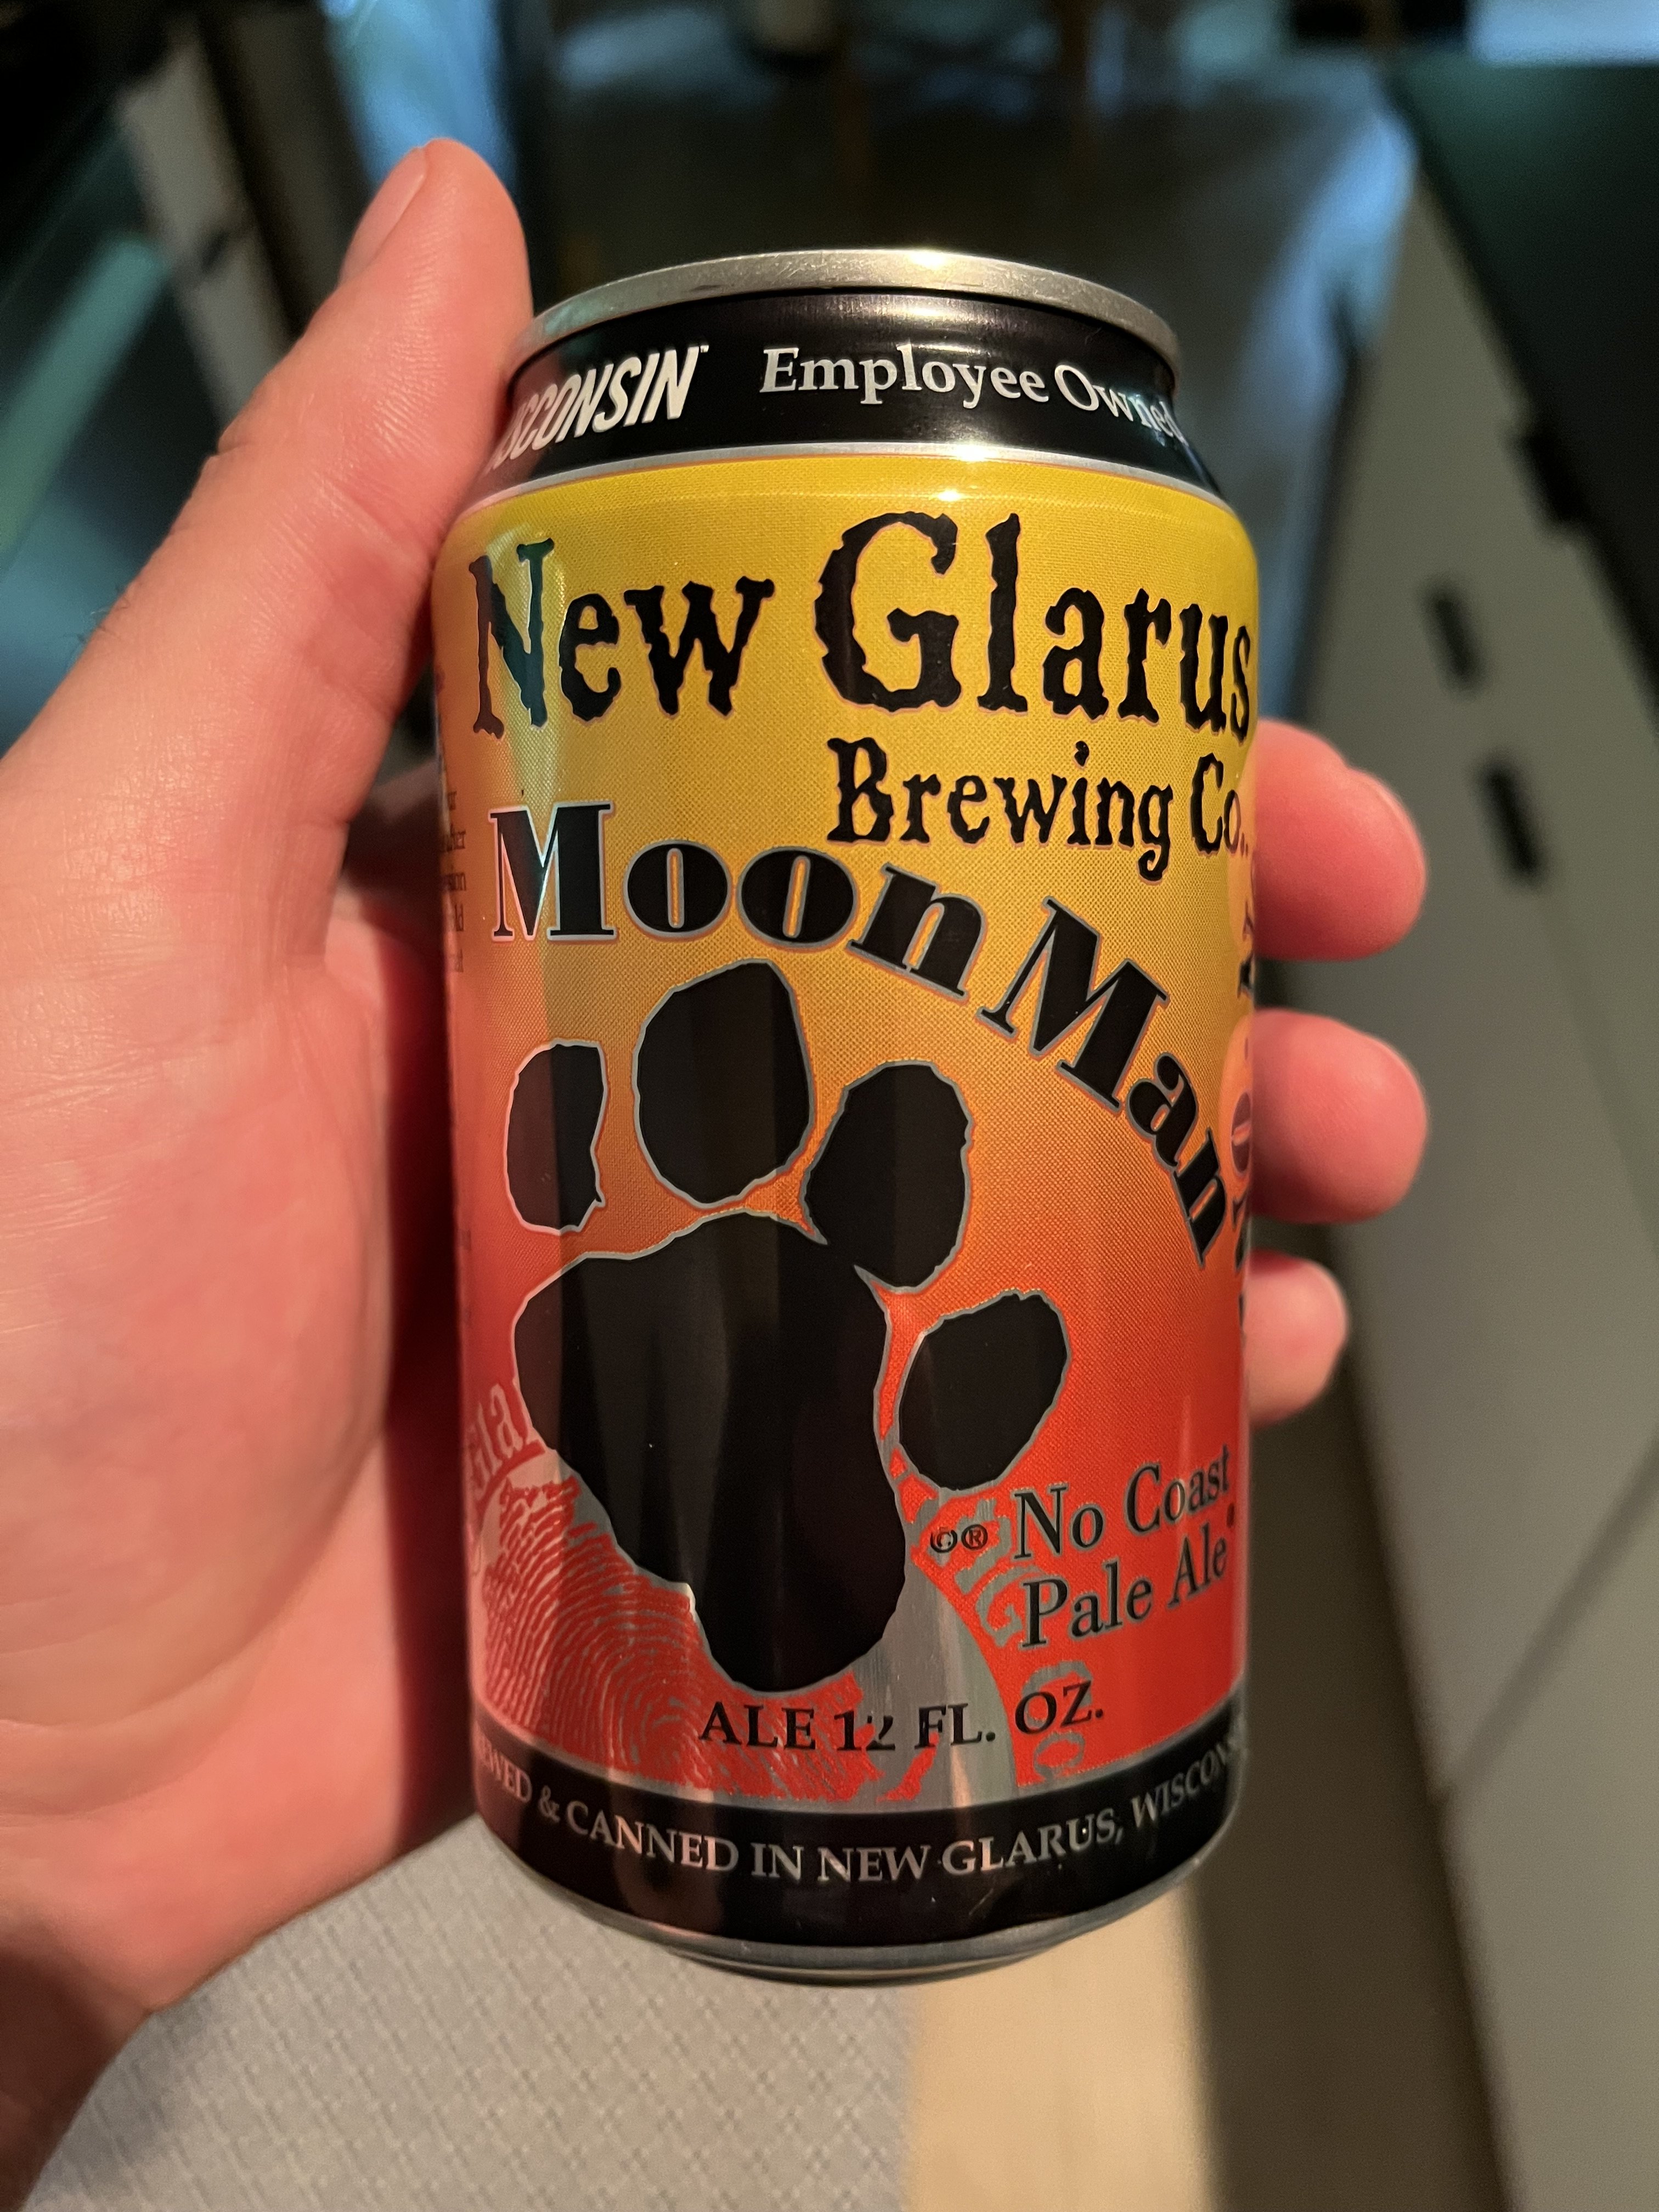 Employee Owned
New Glarus
Brewing Co.
Moon Man
©® No Coast
Pale Ale
ALE 12 FL. OZ.
& CANNED IN NEW GLARUS,